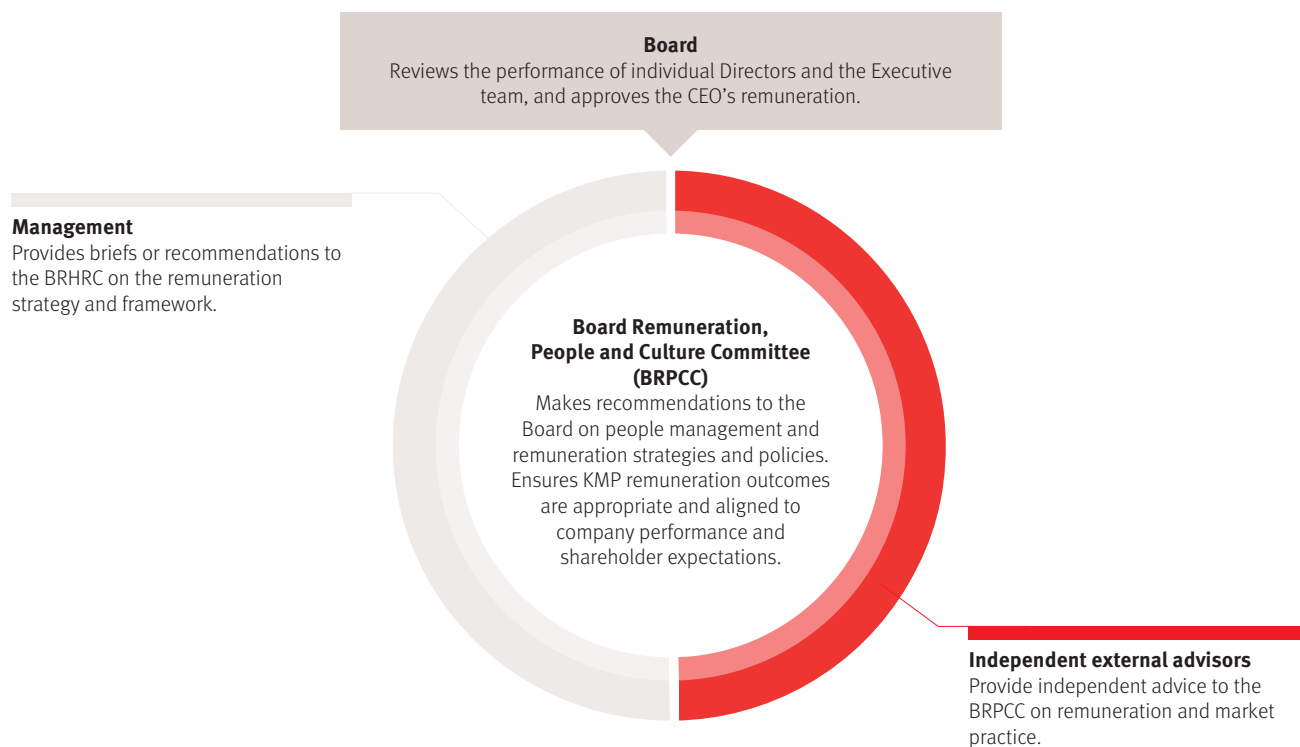 Board
Reviews the performance of individual Directors and the Executive
team, and approves the CEO’s remuneration.
Management
Provides briefs or recommendations to
the BRHRC on the remuneration
strategy and framework.
Board Remuneration,
People and Culture Committee
(BRPCC)
Makes recommendations to the
Board on people management and
remuneration strategies and policies.
Ensures KMP remuneration outcomes
are appropriate and aligned to
company performance and
shareholder expectations.
Independent external advisors
Provide independent advice to the
BRPCC on remuneration and market
practice.